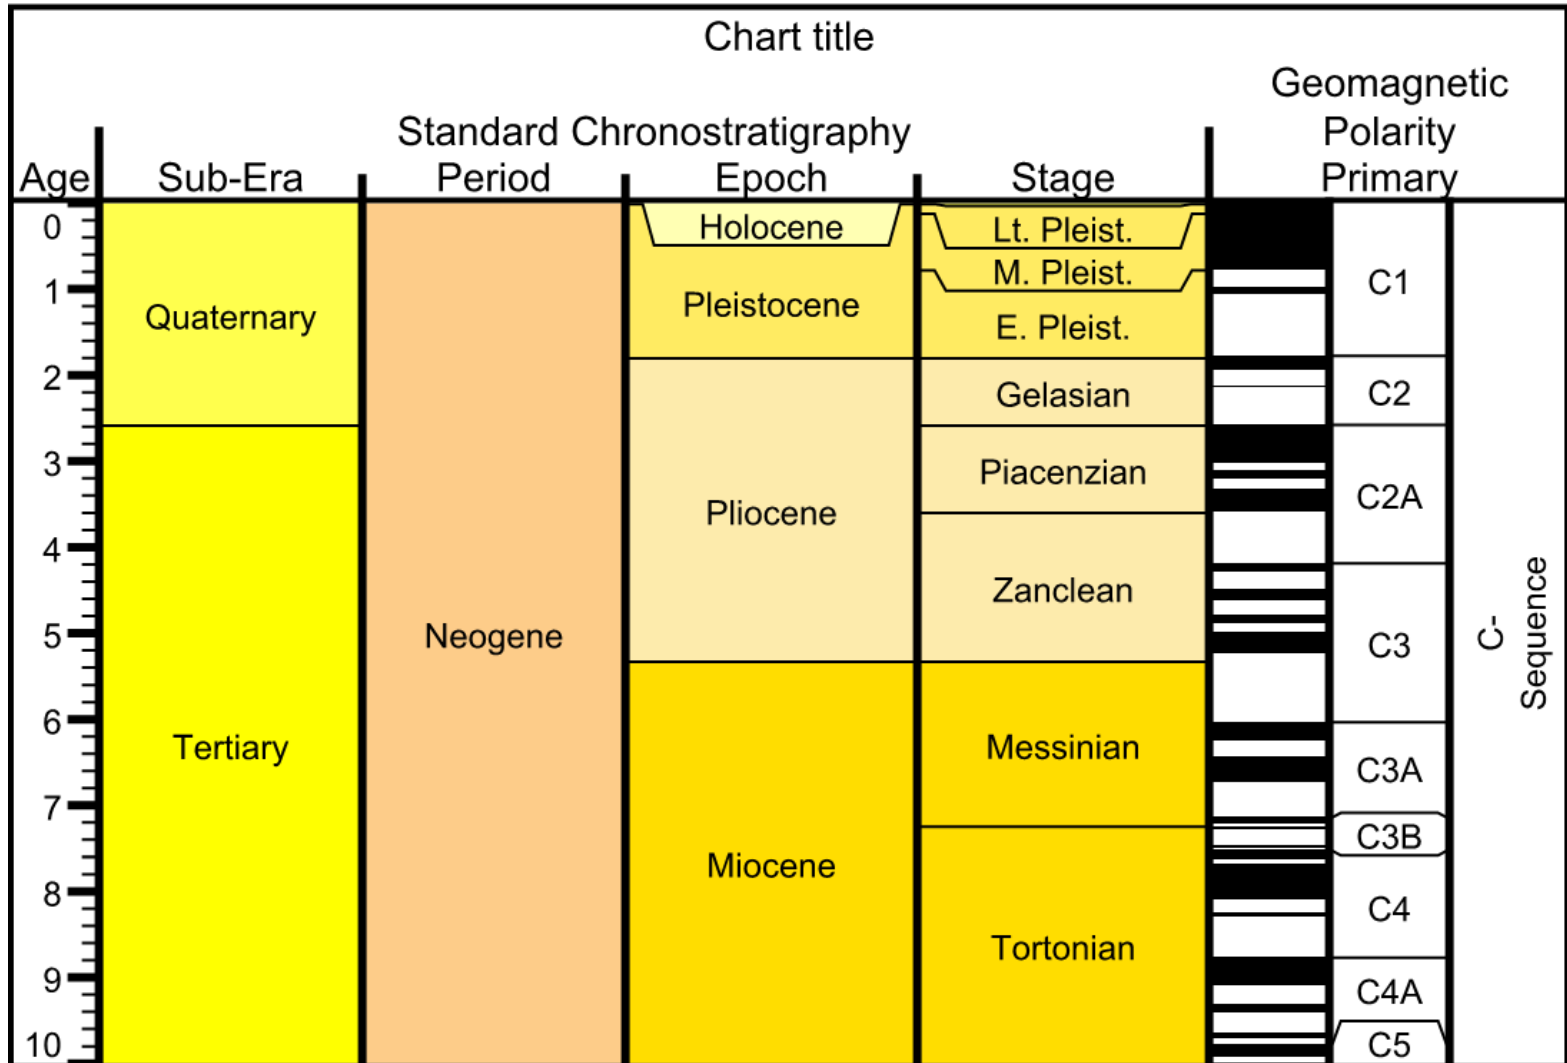 Chart title
Geomagnetic
Standard Chronostratigraphy
Polarity
Age
Sub-Era
Period
Epoch
Stage
Primary
0
1
2
3
4
5
6
7
8
9
10
Quaternary
Tertiary
Neogene
Holocene
Pleistocene
Pliocene
Miocene
Lt. Pleist.
M. Pleist.
E. Pleist.
Gelasian
Piacenzian
Zanclean
Messinian
Tortonian
C1
C2
C2A
C3
C3A
C3B
C4
C4A
C5
C-
Sequence